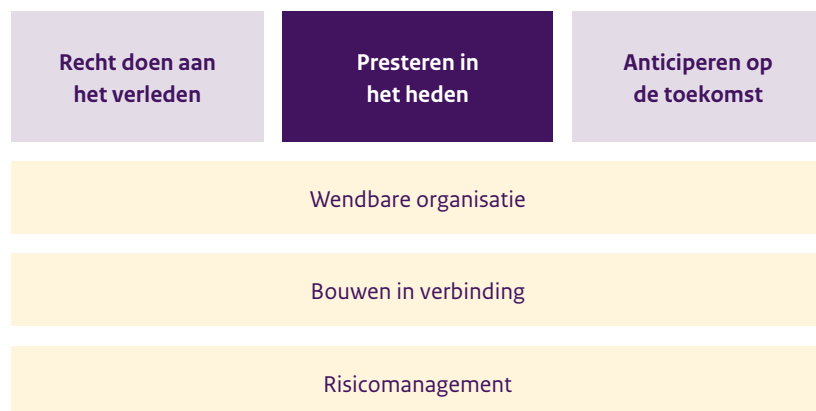 Recht doen aan
het verleden
Presteren in
het heden
Anticiperen op
de toekomst
Wendbare organisatie
Bouwen in verbinding
Risicomanagement